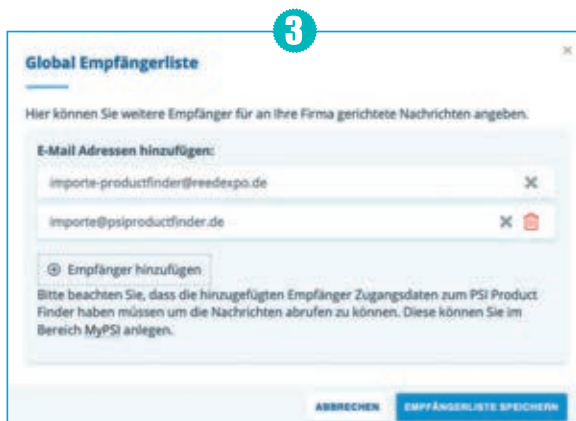 3
Global Empfängerliste
Hier können Sie weitere Empfänger für an Ihre Firma gerichtete Nachrichten angeben.
E-Mail Adressen hinzufügen:
importe-productfinder@reedexpo.de
importe@psiproductfinder.de
Empfänger hinzufügen
Bitte beachten Sie, dass die hinzugefügten Empfänger Zugangsdaten zum PSI Product
Finder haben müssen um die Nachrichten abrufen zu können. Diese können Sie im
Bereich MyPSI anlegen.
ABBRECHEN EMPFÄNGERLISTE SPEICHERN